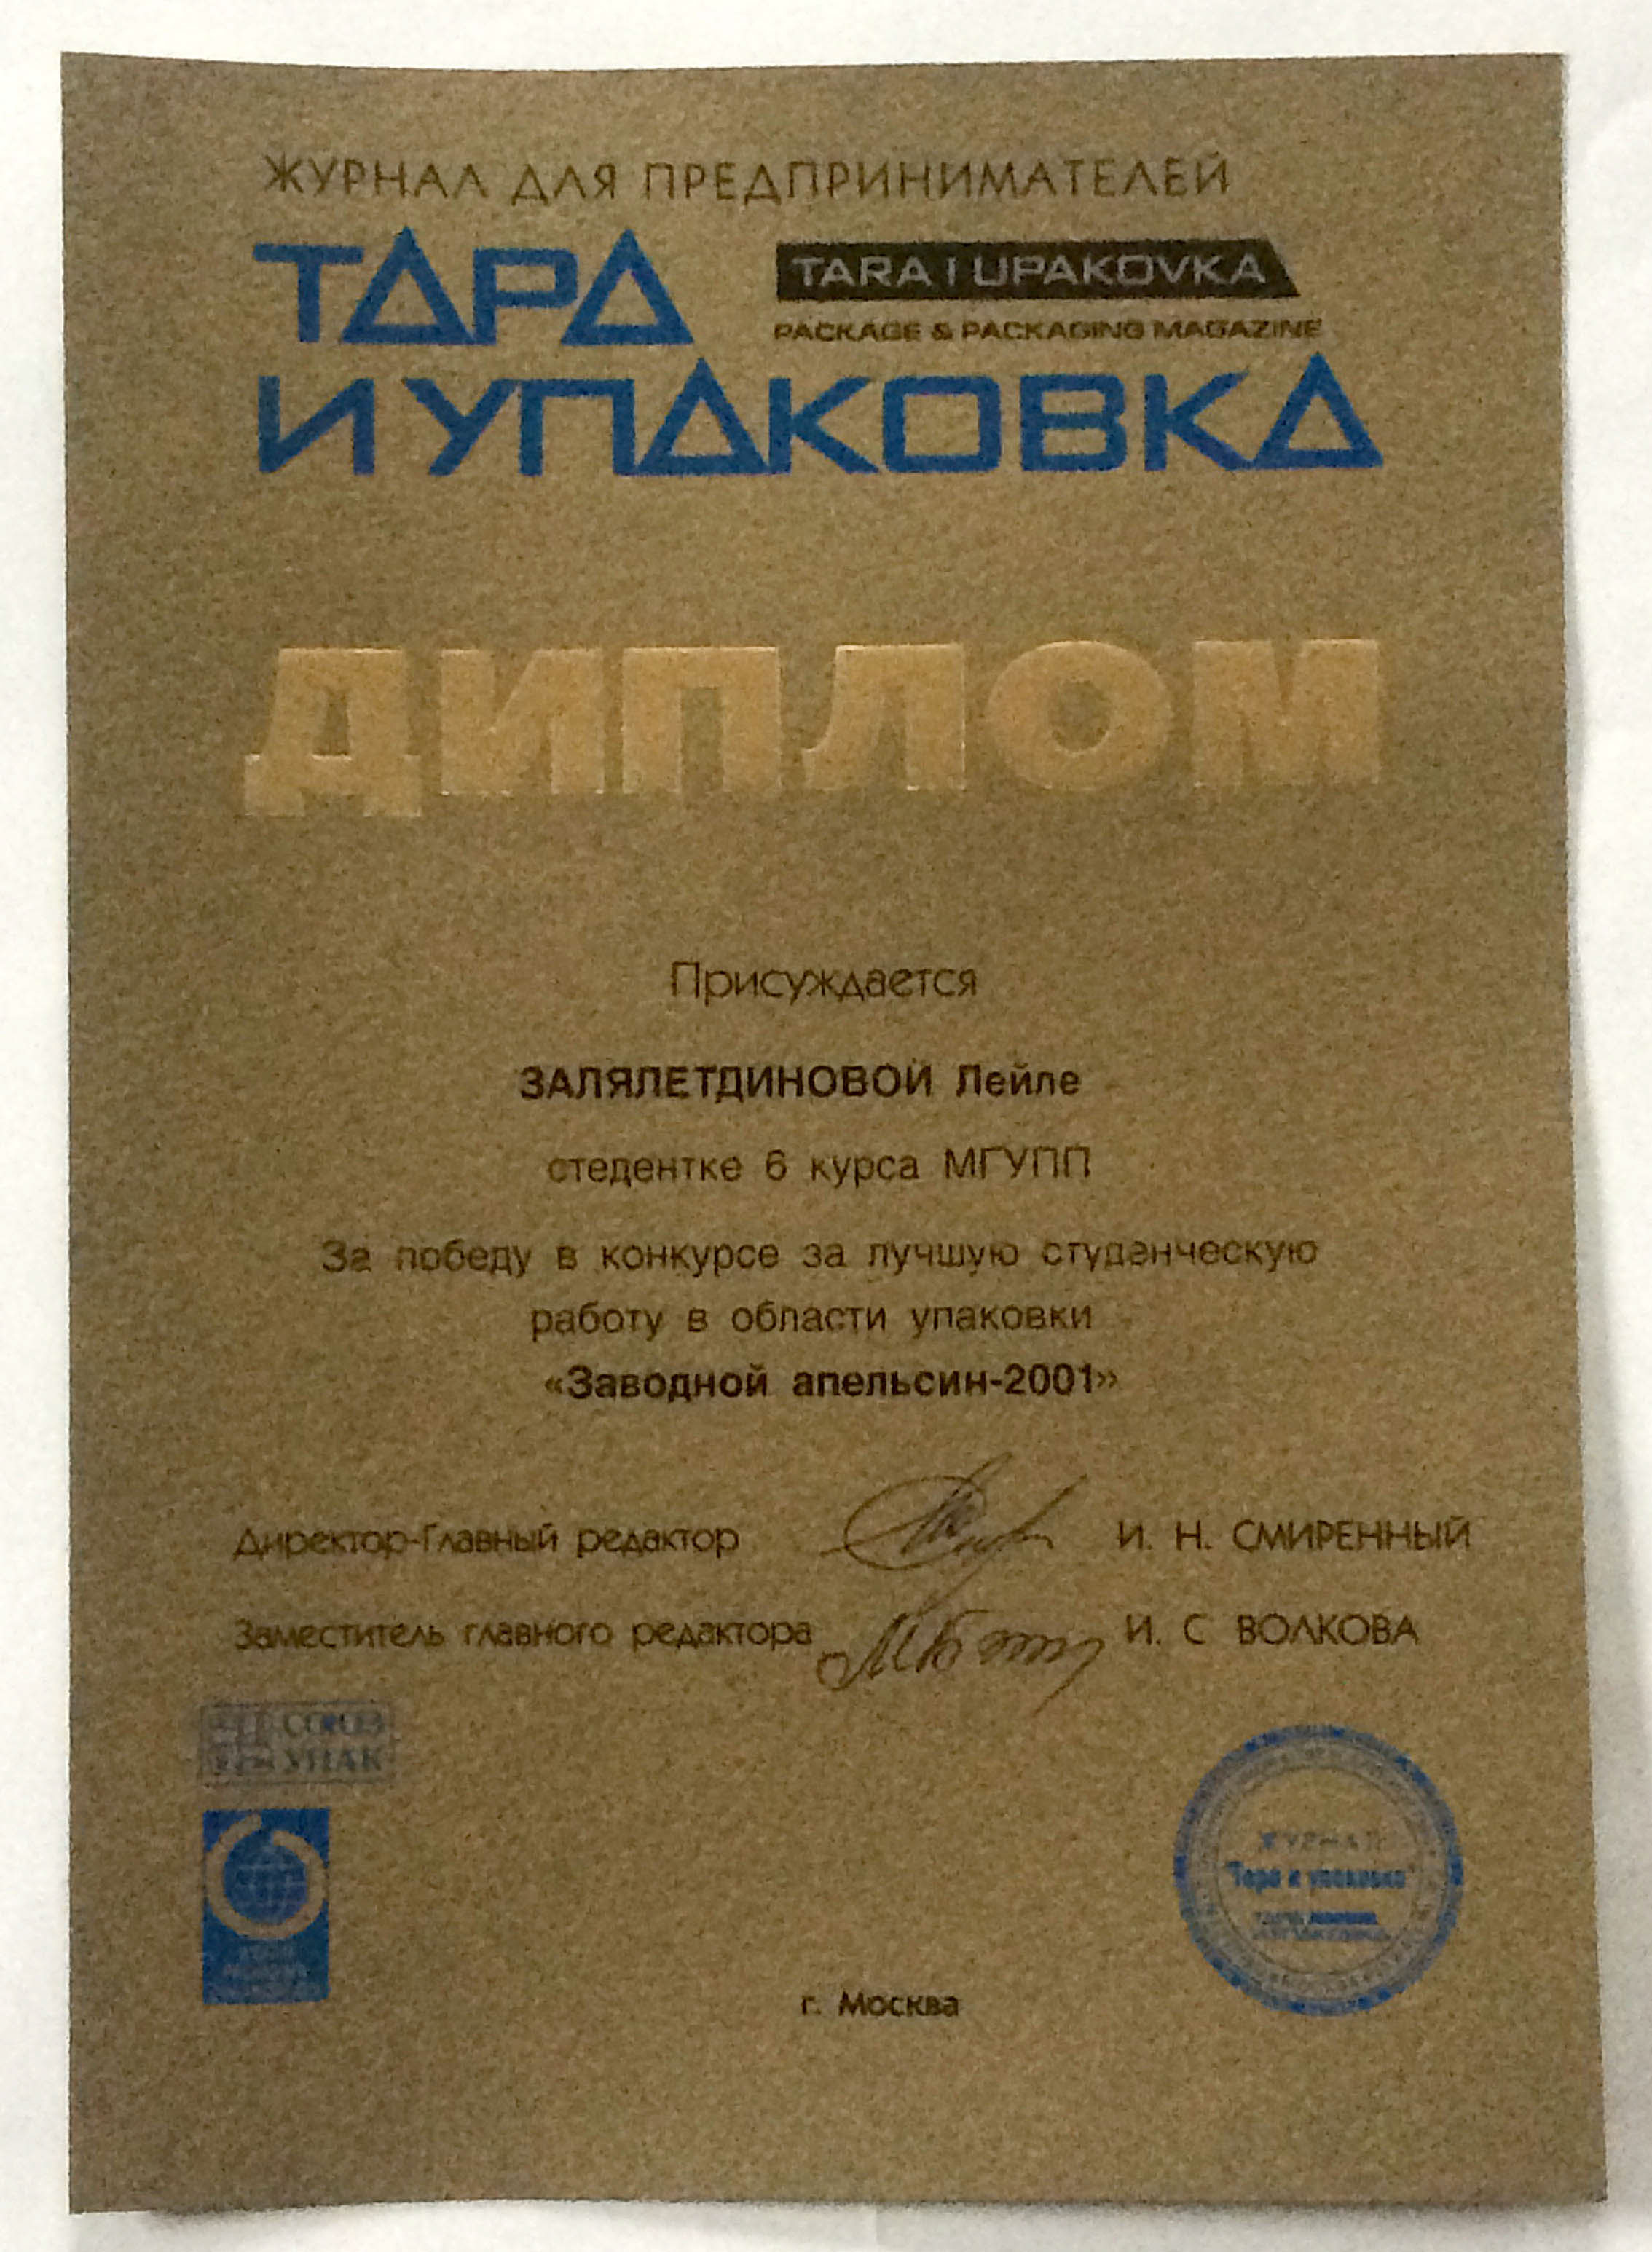 ЖУРНАЛ ДЛЯ ПРЕДПРИНИМАТЕЛЕЙ
ТАРА
TARA I UPAKOVKA
PACKAGE & PACKAGING MAGAZINE
И УПАКОВКА
ДИПЛОМ
Присуждается
ЗАЛЯЛЕТДИНОВОЙ Лейле
стедентке 6 курса МГУПП
За победу в конкурсе за лучшую студенческую
работу в области упаковки
«Заводной апельсин-2001»
Директор-Главный редактор И. Н. СМИРЕННЫЙ
Заместитель главного редактора И. С ВОЛКОВА
СОЮЗ
УПАК
ЖУРНАЛ
"Тара и упаковка"
г. Москва